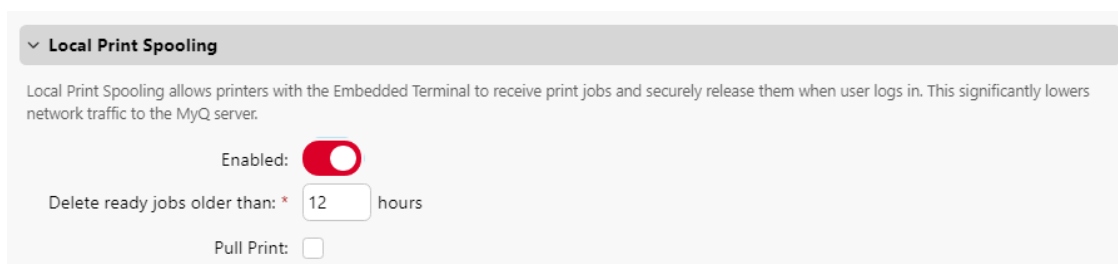 Local Print Spooling
Local Print Spooling allows printers with the Embedded Terminal to receive print jobs and securely release them when user logs in. This significantly lowers
network traffic to the MyQ server.
Enabled:
Delete ready jobs older than: * 12 hours
Pull Print: